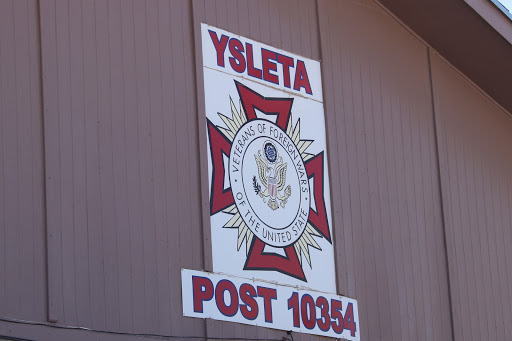 YSLETA
VETERANS OF FOREIGN WARS
OF THE UNITED STATE
POST 10354